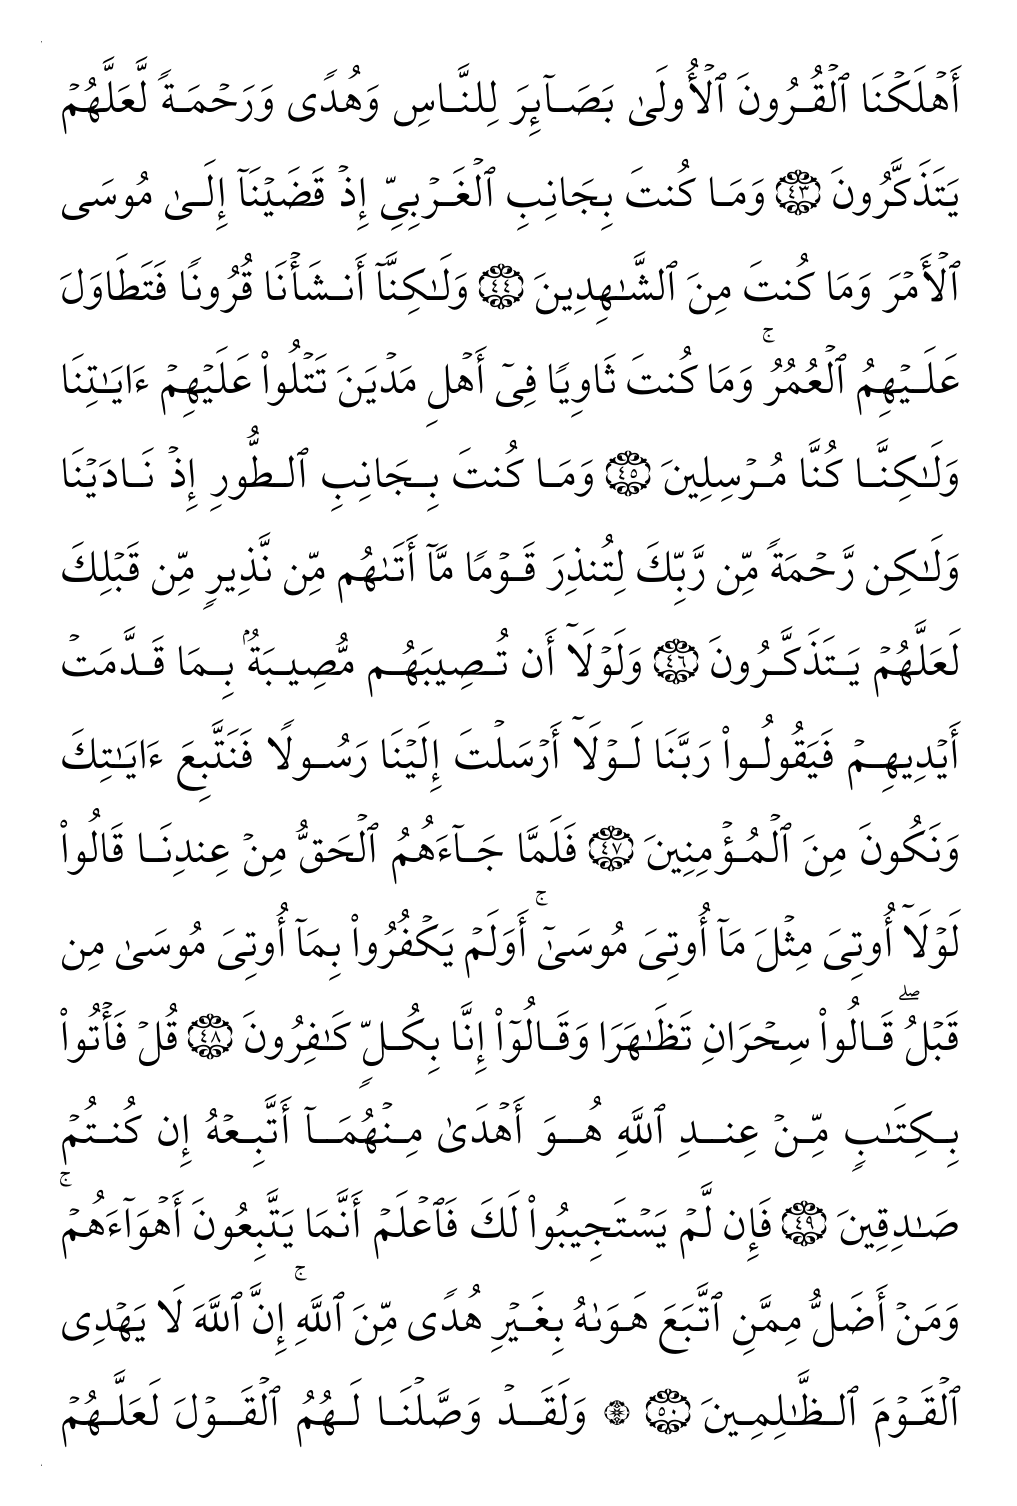 أَهۡلَكۡنَا ٱلۡقُرُونَ ٱلۡأُولَىٰ بَصَآئِرَ لِلنَّاسِ وَهُدٗى وَرَحۡمَةٗ لَّعَلَّهُمۡ
يَتَذَكَّرُونَ ٤٣ وَمَا كُنتَ بِجَانِبِ ٱلۡغَرۡبِيِّ إِذۡ قَضَيۡنَآ إِلَىٰ مُوسَى
ٱلۡأَمۡرَ وَمَا كُنتَ مِنَ ٱلشَّٰهِدِينَ ٤٤ وَلَٰكِنَّآ أَنشَأۡنَا قُرُونٗا فَتَطَاوَلَ
عَلَيۡهِمُ ٱلۡعُمُرُۚ وَمَا كُنتَ ثَاوِيٗا فِيٓ أَهۡلِ مَدۡيَنَ تَتۡلُواْ عَلَيۡهِمۡ ءَايَٰتِنَا
وَلَٰكِنَّا كُنَّا مُرۡسِلِينَ ٤٥ وَمَا كُنتَ بِجَانِبِ ٱلطُّورِ إِذۡ نَادَيۡنَا
وَلَٰكِن رَّحۡمَةٗ مِّن رَّبِّكَ لِتُنذِرَ قَوۡمٗا مَّآ أَتَىٰهُم مِّن نَّذِيرٖ مِّن قَبۡلِكَ
لَعَلَّهُمۡ يَتَذَكَّرُونَ ٤٦ وَلَوۡلَآ أَن تُصِيبَهُم مُّصِيبَةُۢ بِمَا قَدَّمَتۡ
أَيۡدِيهِمۡ فَيَقُولُواْ رَبَّنَا لَوۡلَآ أَرۡسَلۡتَ إِلَيۡنَا رَسُولٗا فَنَتَّبِعَ ءَايَٰتِكَ
وَنَكُونَ مِنَ ٱلۡمُؤۡمِنِينَ ٤٧ فَلَمَّا جَآءَهُمُ ٱلۡحَقُّ مِنۡ عِندِنَا قَالُواْ
لَوۡلَآ أُوتِيَ مِثۡلَ مَآ أُوتِيَ مُوسَىٰٓۚ أَوَلَمۡ يَكۡفُرُواْ بِمَآ أُوتِيَ مُوسَىٰ مِن
قَبۡلُۖ قَالُواْ سِحۡرَانِ تَظَٰهَرَا وَقَالُوٓاْ إِنَّا بِكُلّٖ كَٰفِرُونَ ٤٨ قُلۡ فَأۡتُواْ
بِكِتَٰبٖ مِّنۡ عِندِ ٱللَّهِ هُوَ أَهۡدَىٰ مِنۡهُمَآ أَتَّبِعۡهُ إِن كُنتُمۡ
صَٰدِقِينَ ٤٩ فَإِن لَّمۡ يَسۡتَجِيبُواْ لَكَ فَٱعۡلَمۡ أَنَّمَا يَتَّبِعُونَ أَهۡوَآءَهُمۡۚ
وَمَنۡ أَضَلُّ مِمَّنِ ٱتَّبَعَ هَوَىٰهُ بِغَيۡرِ هُدٗى مِّنَ ٱللَّهِۚ إِنَّ ٱللَّهَ لَا يَهۡدِي
ٱلۡقَوۡمَ ٱلظَّٰلِمِينَ ٥٠ ۞ وَلَقَدۡ وَصَّلۡنَا لَهُمُ ٱلۡقَوۡلَ لَعَلَّهُمۡ